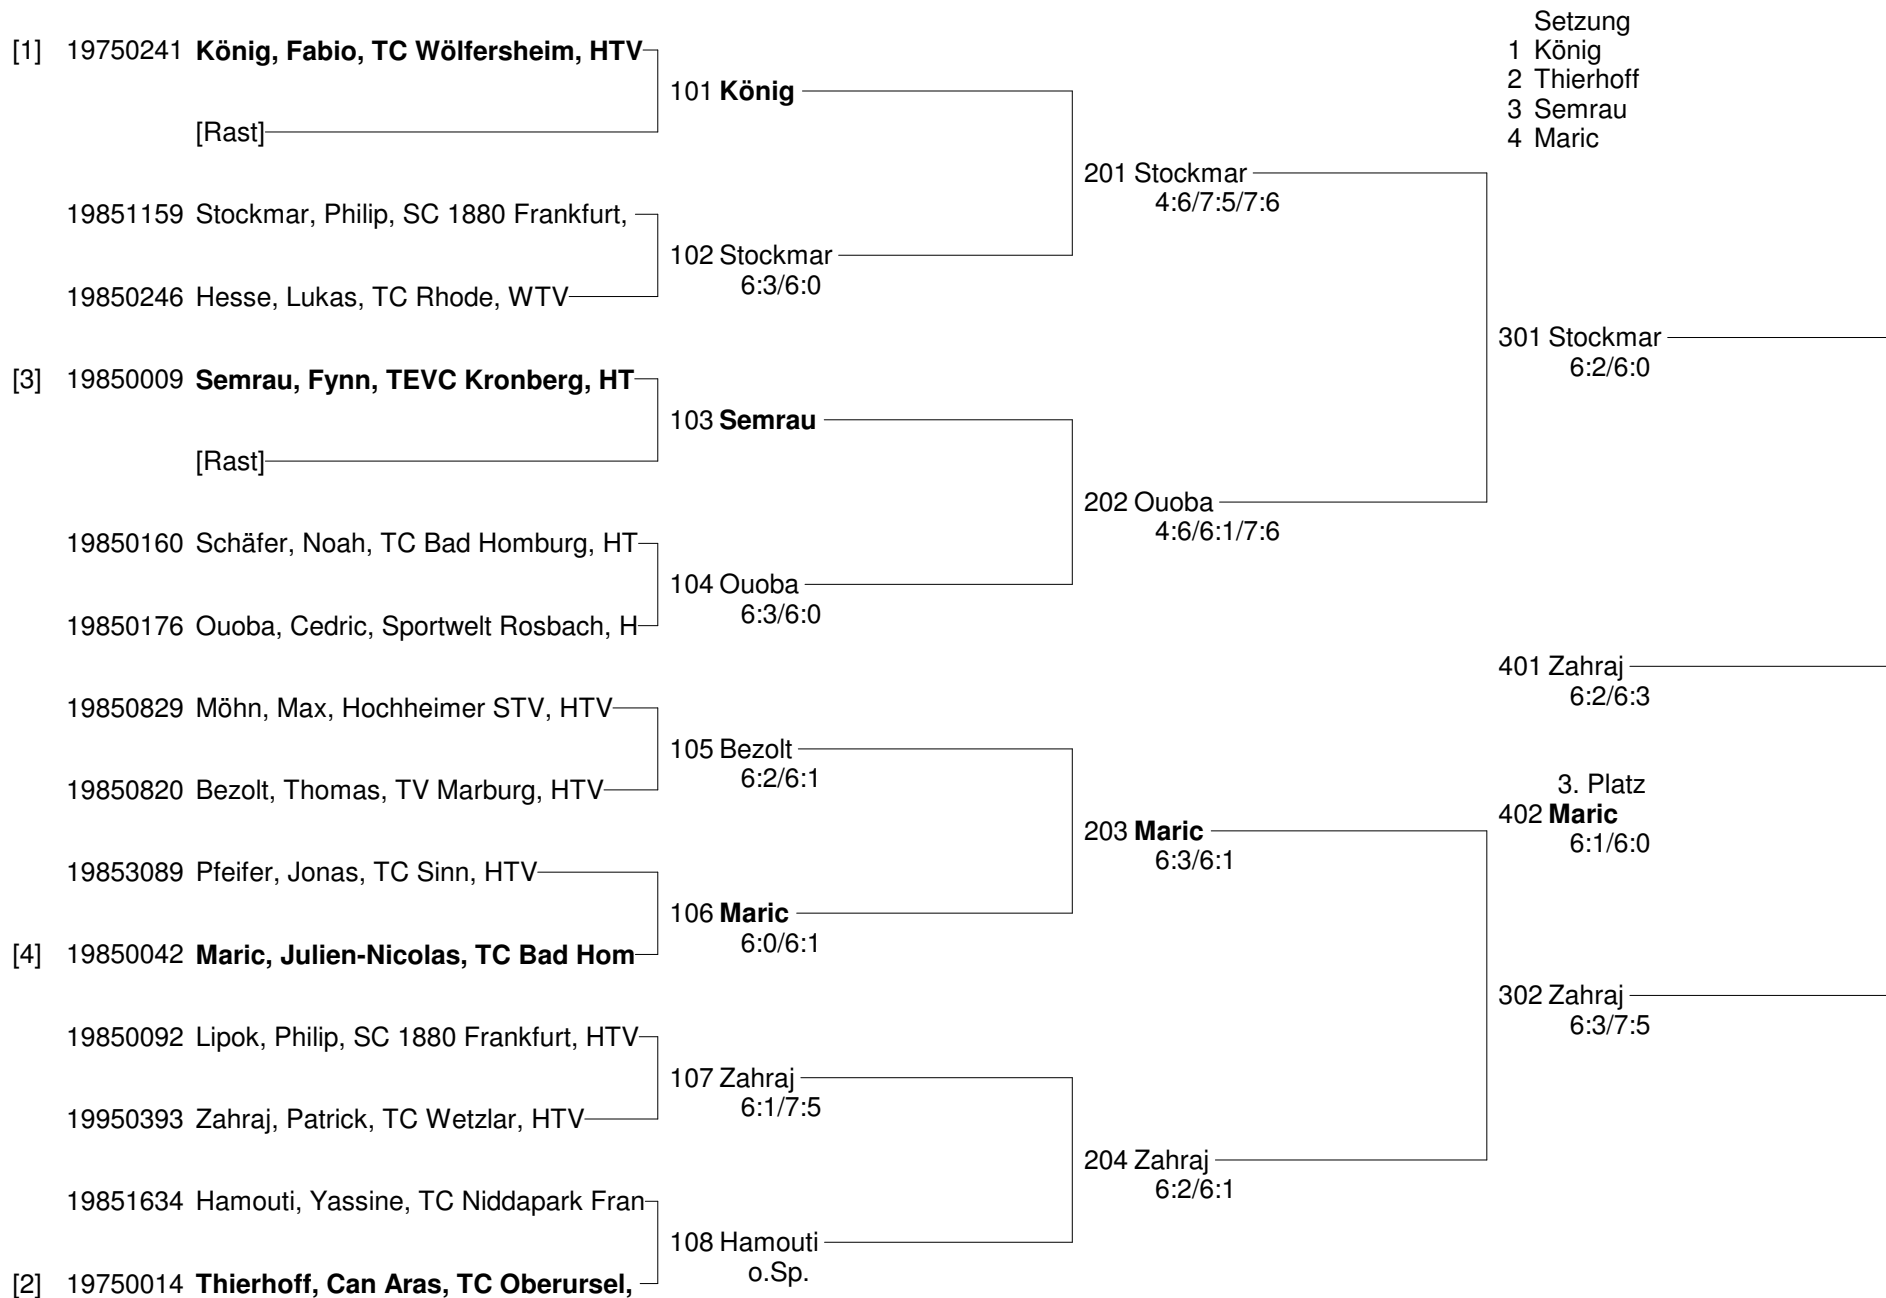 [1] 19750241 König, Fabio, TC Wölfersheim, HTV
[Rast]
19851159 Stockmar, Philip, SC 1880 Frankfurt,
19850246 Hesse, Lukas, TC Rhode, WTV
[3] 19850009 Semrau, Fynn, TEVC Kronberg, HT
[Rast]
19850160 Schäfer, Noah, TC Bad Homburg, HT
19850176 Ouoba, Cedric, Sportwelt Rosbach, H
19850829 Möhn, Max, Hochheimer STV, HTV
19850820 Bezolt, Thomas, TV Marburg, HTV
19853089 Pfeifer, Jonas, TC Sinn, HTV
[4] 19850042 Maric, Julien-Nicolas, TC Bad Hom
19850092 Lipok, Philip, SC 1880 Frankfurt, HTV
19950393 Zahraj, Patrick, TC Wetzlar, HTV
19851634 Hamouti, Yassine, TC Niddapark Fran
[2] 19750014 Thierhoff, Can Aras, TC Oberursel,
101 König
102 Stockmar
6:3/6:0
103 Semrau
104 Ouoba
6:3/6:0
105 Bezolt
6:2/6:1
106 Maric
6:0/6:1
107 Zahraj
6:1/7:5
108 Hamouti
o.Sp.
201 Stockmar
4:6/7:5/7:6
202 Ouoba
4:6/6:1/7:6
203 Maric
6:3/6:1
204 Zahraj
6:2/6:1
Setzung
1 König
2 Thierhoff
3 Semrau
4 Maric
301 Stockmar
6:2/6:0
401 Zahraj
6:2/6:3
3. Platz
402 Maric
6:1/6:0
302 Zahraj
6:3/7:5